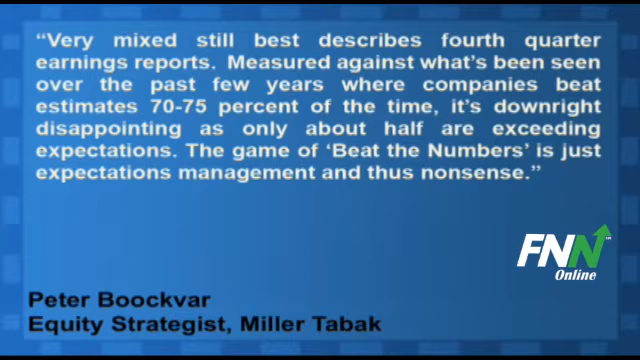 “Very mixed still best describes fourth quarter
earnings reports. Measured against what’s been seen
over the past few years where companies beat
estimates 70-75 percent of the time, it’s downright
disappointing as only about half are exceeding
expectations. The game of ‘Beat the Numbers’ is just
expectations management and thus nonsense.”
FNN
Online
Peter Boockvar
Equity Strategist, Miller Tabak